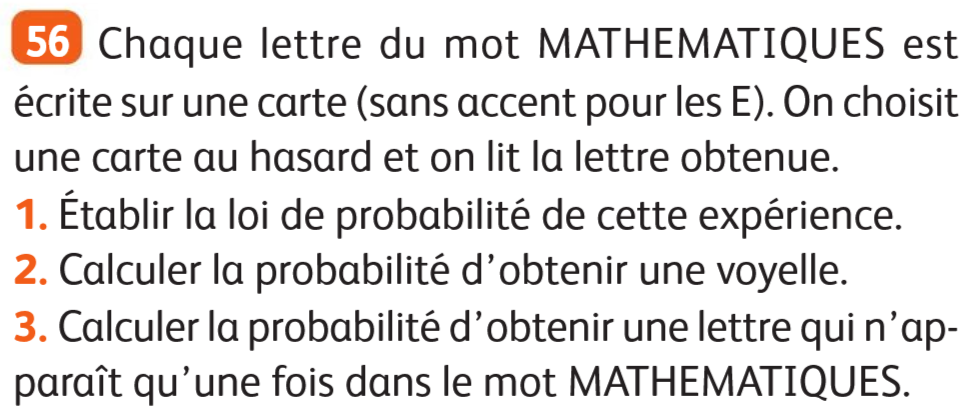 56 Chaque lettre du mot MATHEMATIQUES est
écrite sur une carte (sans accent pour les E). On choisit
une carte au hasard et on lit la lettre obtenue.
1. Établir la loi de probabilité de cette expérience.
2. Calculer la probabilité d’obtenir une voyelle.
3. Calculer la probabilité d’obtenir une lettre qui n’ap-
paraît qu’une fois dans le mot MATHEMATIQUES.